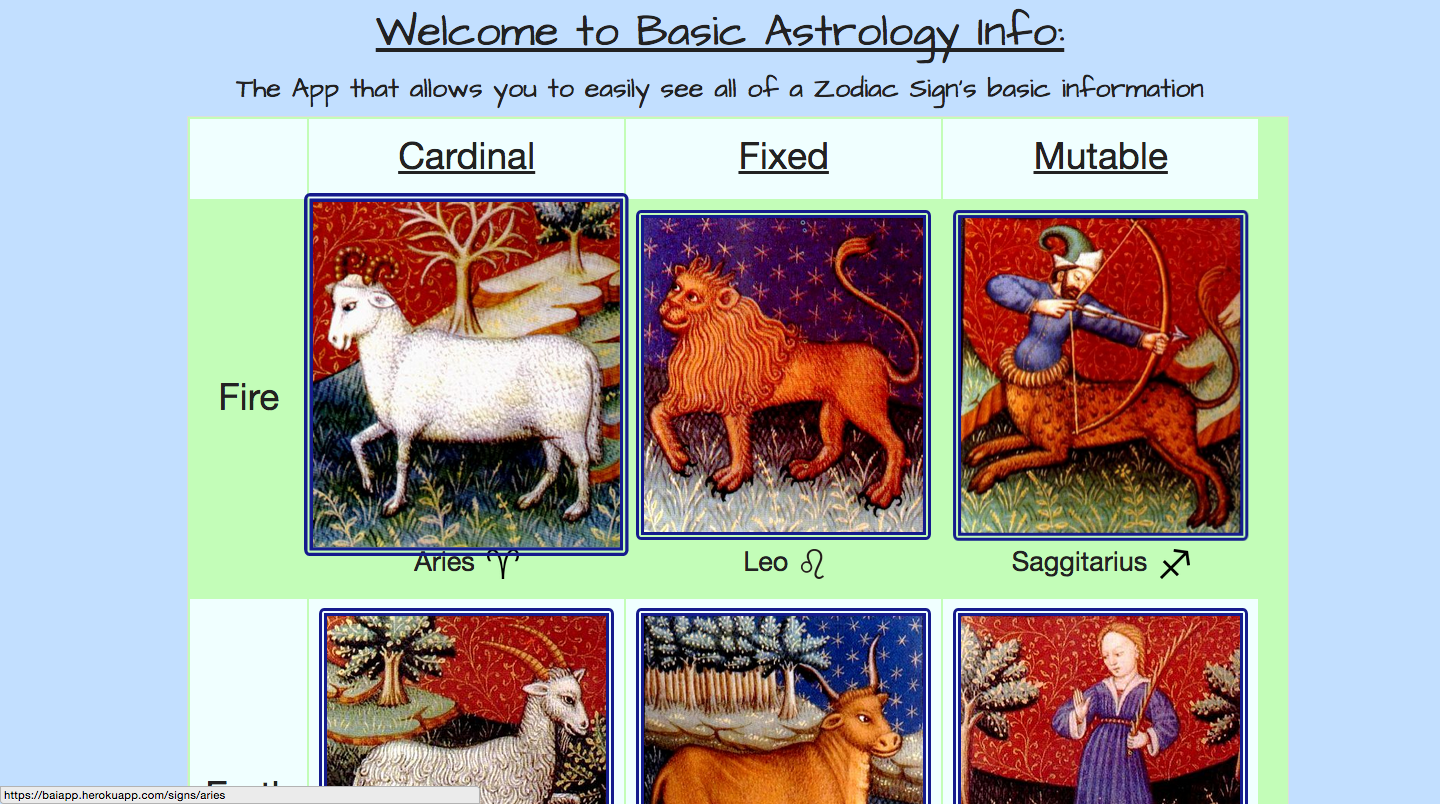 Welcome to Basic Astrology Info:
The App that allows you to easily see all of a Zodiac Sign's basic information
Cardinal Fixed Mutable
Fire
Aries ♈ Leo ♌ Saggitarius ♐
https://baiapp.herokuapp.com/signs/aries